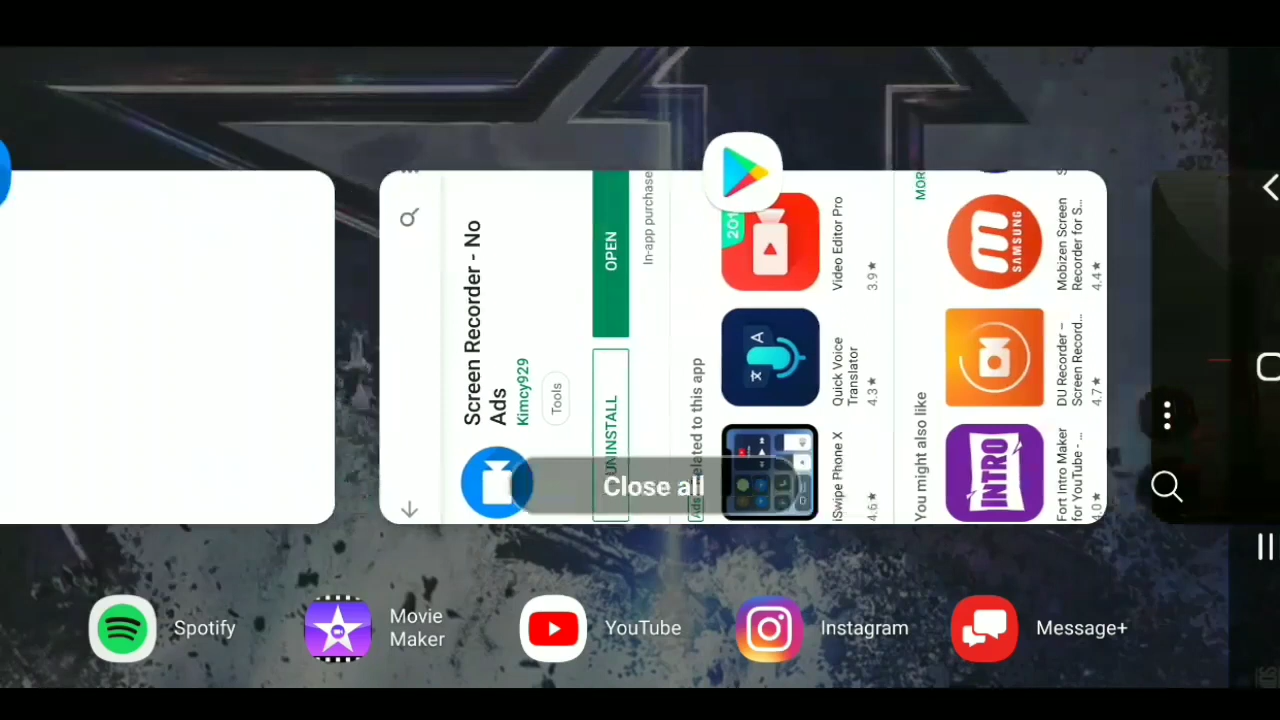 Screen Recorder - No
Ads
Kimcy929
Tools
UNINSTALL
OPEN
In-app purchase
Ads
related to this app
iSwipe Phone X
4.6★
Quick Voice
Translator
4.3★
Video Editor Pro
3.9★
201
You might also like
MOR
INTRO
Fort Intro Maker
for YouTube - ...
4.0★
DU Recorder –
Screen Record...
4.7★
m
SAMSUNG
Mobizen Screen
Recorder for S...
4.4★
Close all
Spotify
Movie
Maker
YouTube
Instagram
Message+